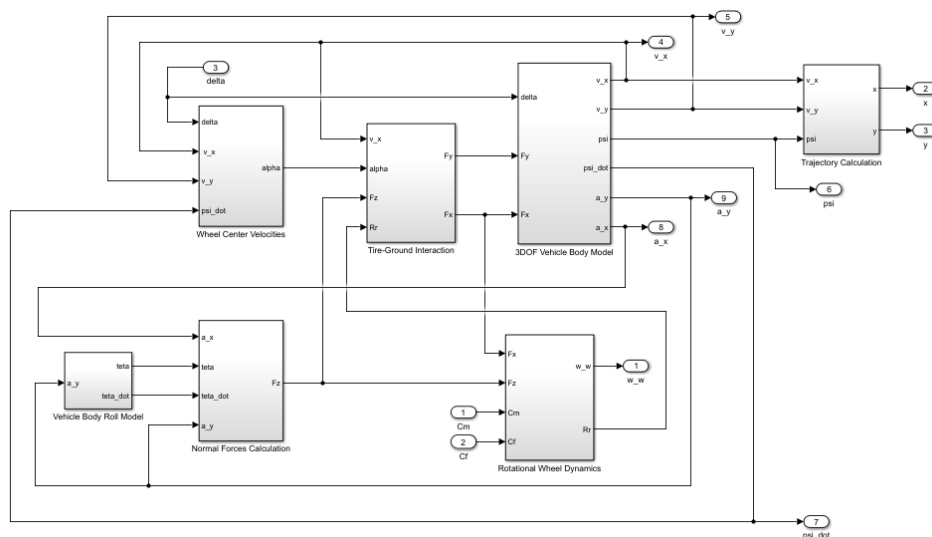 5
v_y
4
v_x
3
delta
delta
v_x
v_y
psi_dot
alpha
Wheel Center Velocities
v_x
alpha
Fz
Rr
Fy
Fx
Tire-Ground Interaction
delta
Fy
Fx
v_x
v_y
psi
psi_dot
a_y
a_x
3DOF Vehicle Body Model
v_x
v_y
psi
x
y
Trajectory Calculation
2
x
3
y
6
psi
9
a_y
8
a_x
a_y
teta
teta_dot
Vehicle Body Roll Model
a_x
teta
teta_dot
a_y
Fz
Normal Forces Calculation
1
Cm
2
Cf
Fx
Fz
Cm
Cf
w_w
Rr
Rotational Wheel Dynamics
1
w_w
7
psi_dot